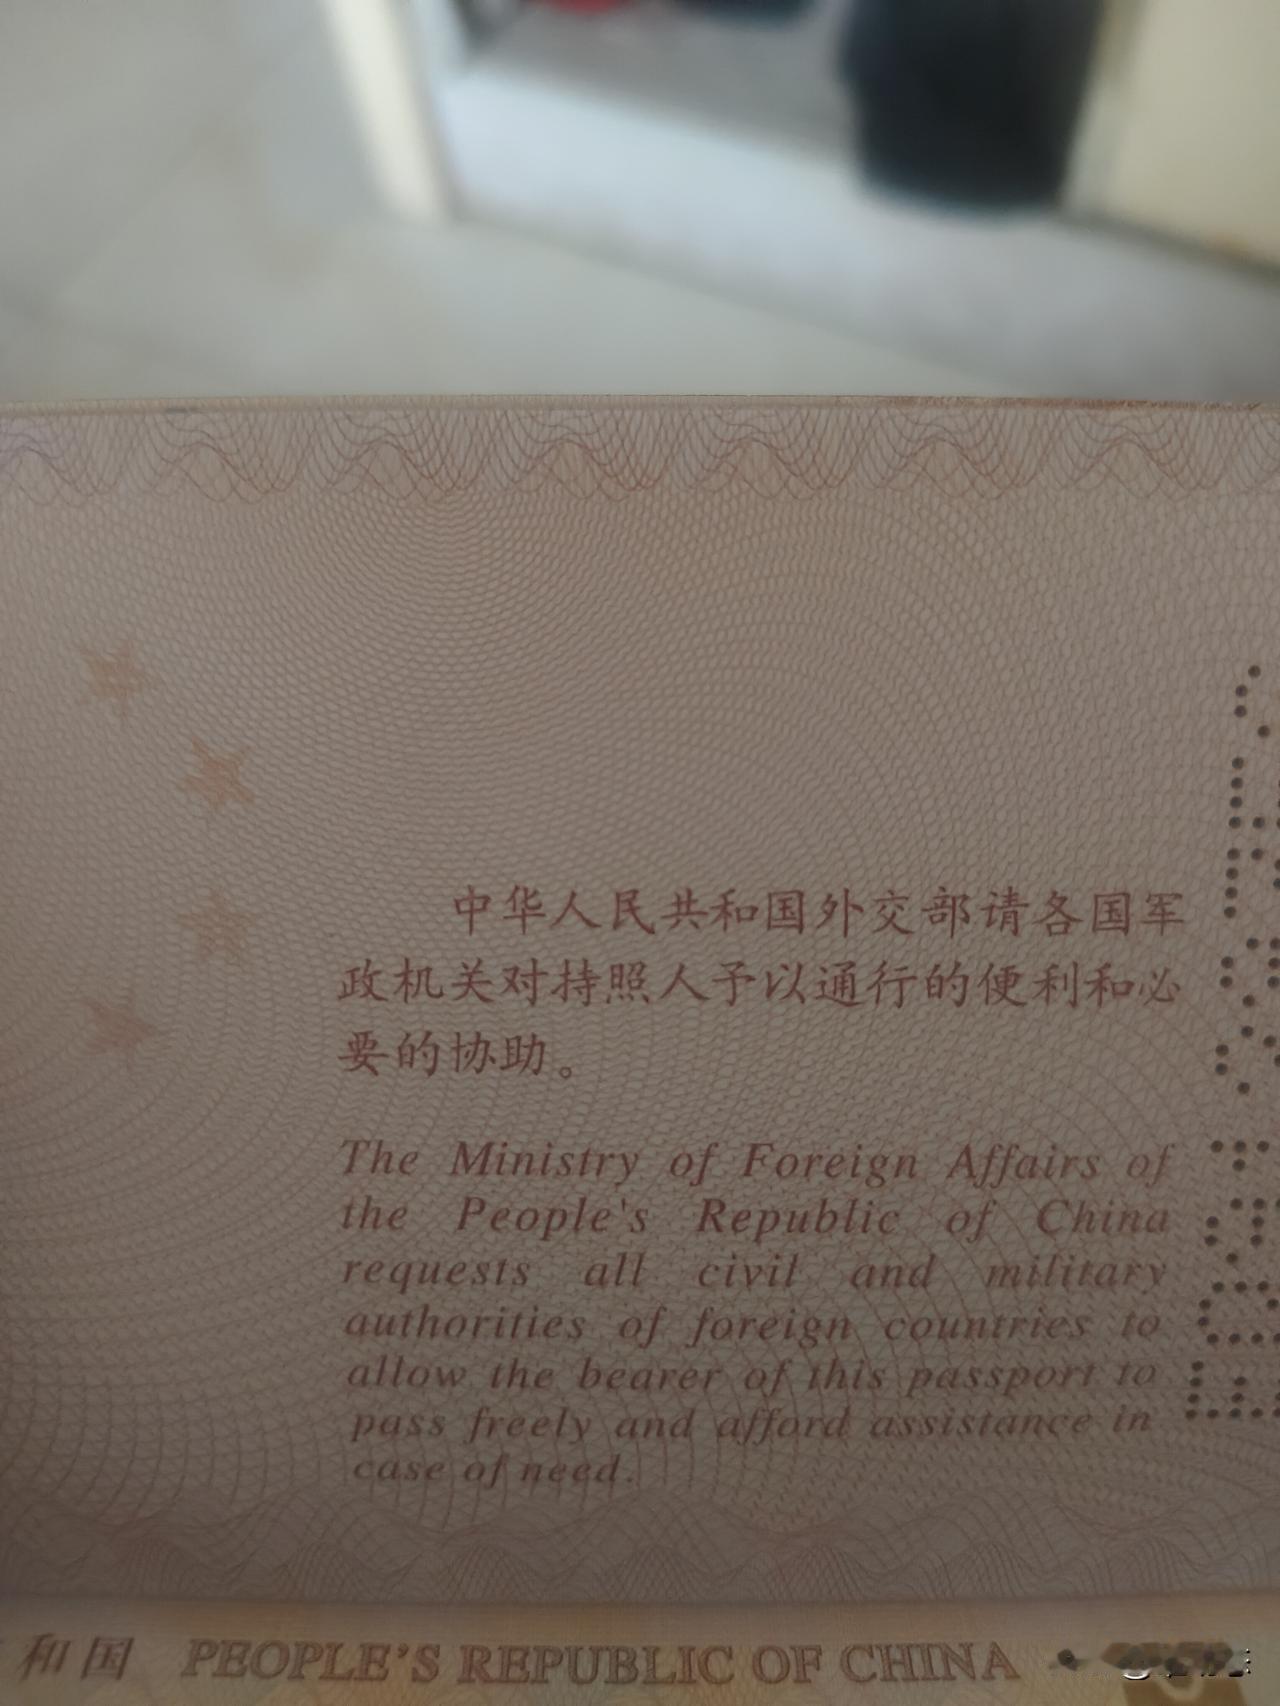 中华人民共和国外交部请各国军
政机关对持照人予以通行的便利和必
要的协助。
The Ministry of Foreign Affairs of
the People's Republic of China
requests all civil and military
authorities of foreign countries to
allow the bearer of this passport to
pass freely and afford assistance in
case of need.
和国 PEOPLE'S REPUBLIC OF CHINA